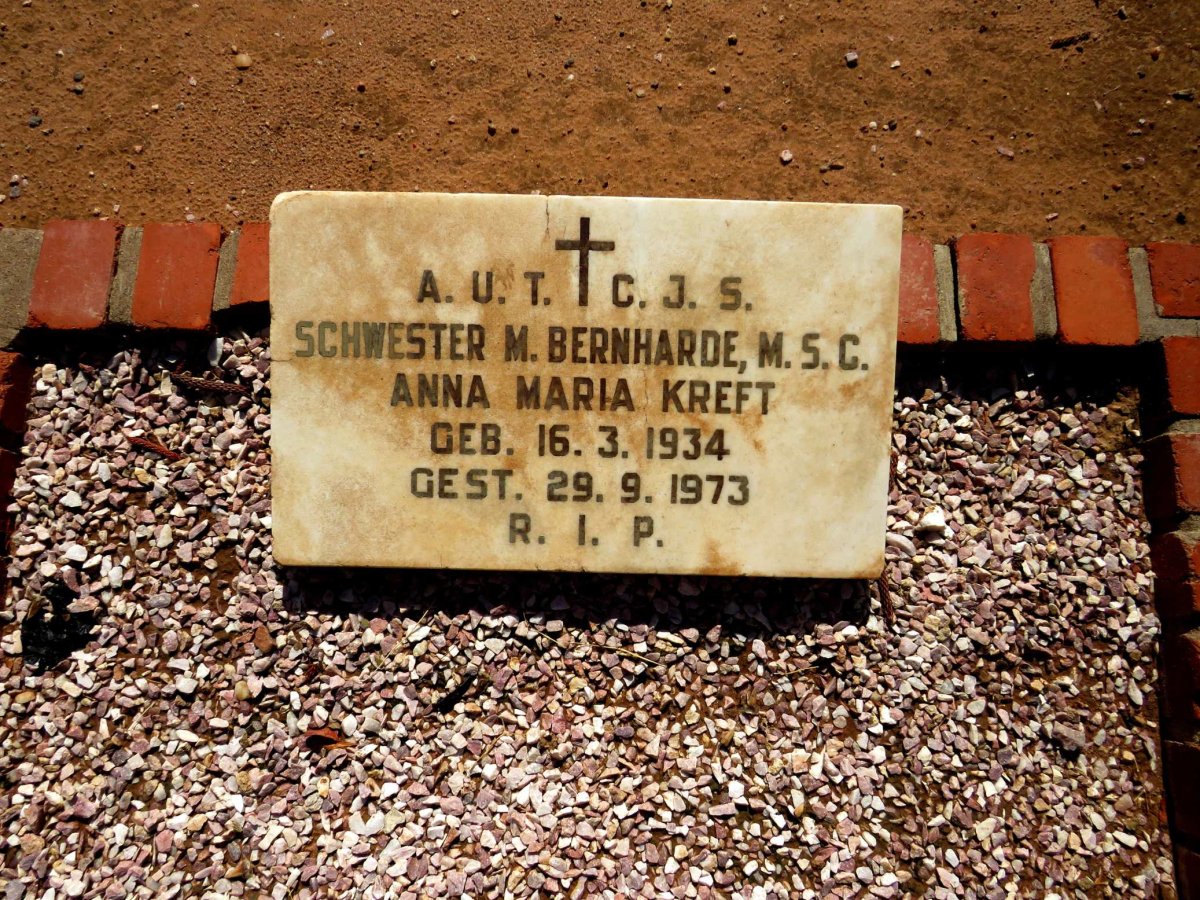 A. U. T. C. J. S.
SCHWESTER M. BERNHARDE, M. S. C.
ANNA MARIA KREFT
GEB. 16. 3. 1934
GEST. 29. 9. 1973
R. I. P.